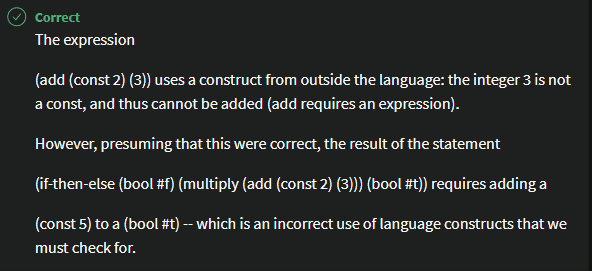 Correct
The expression
(add (const 2) (3)) uses a construct from outside the language: the integer 3 is not
a const, and thus cannot be added (add requires an expression).
However, presuming that this were correct, the result of the statement
(if-then-else (bool #f) (multiply (add (const 2) (3))) (bool #t)) requires adding a
(const 5) to a (bool #t) -- which is an incorrect use of language constructs that we
must check for.